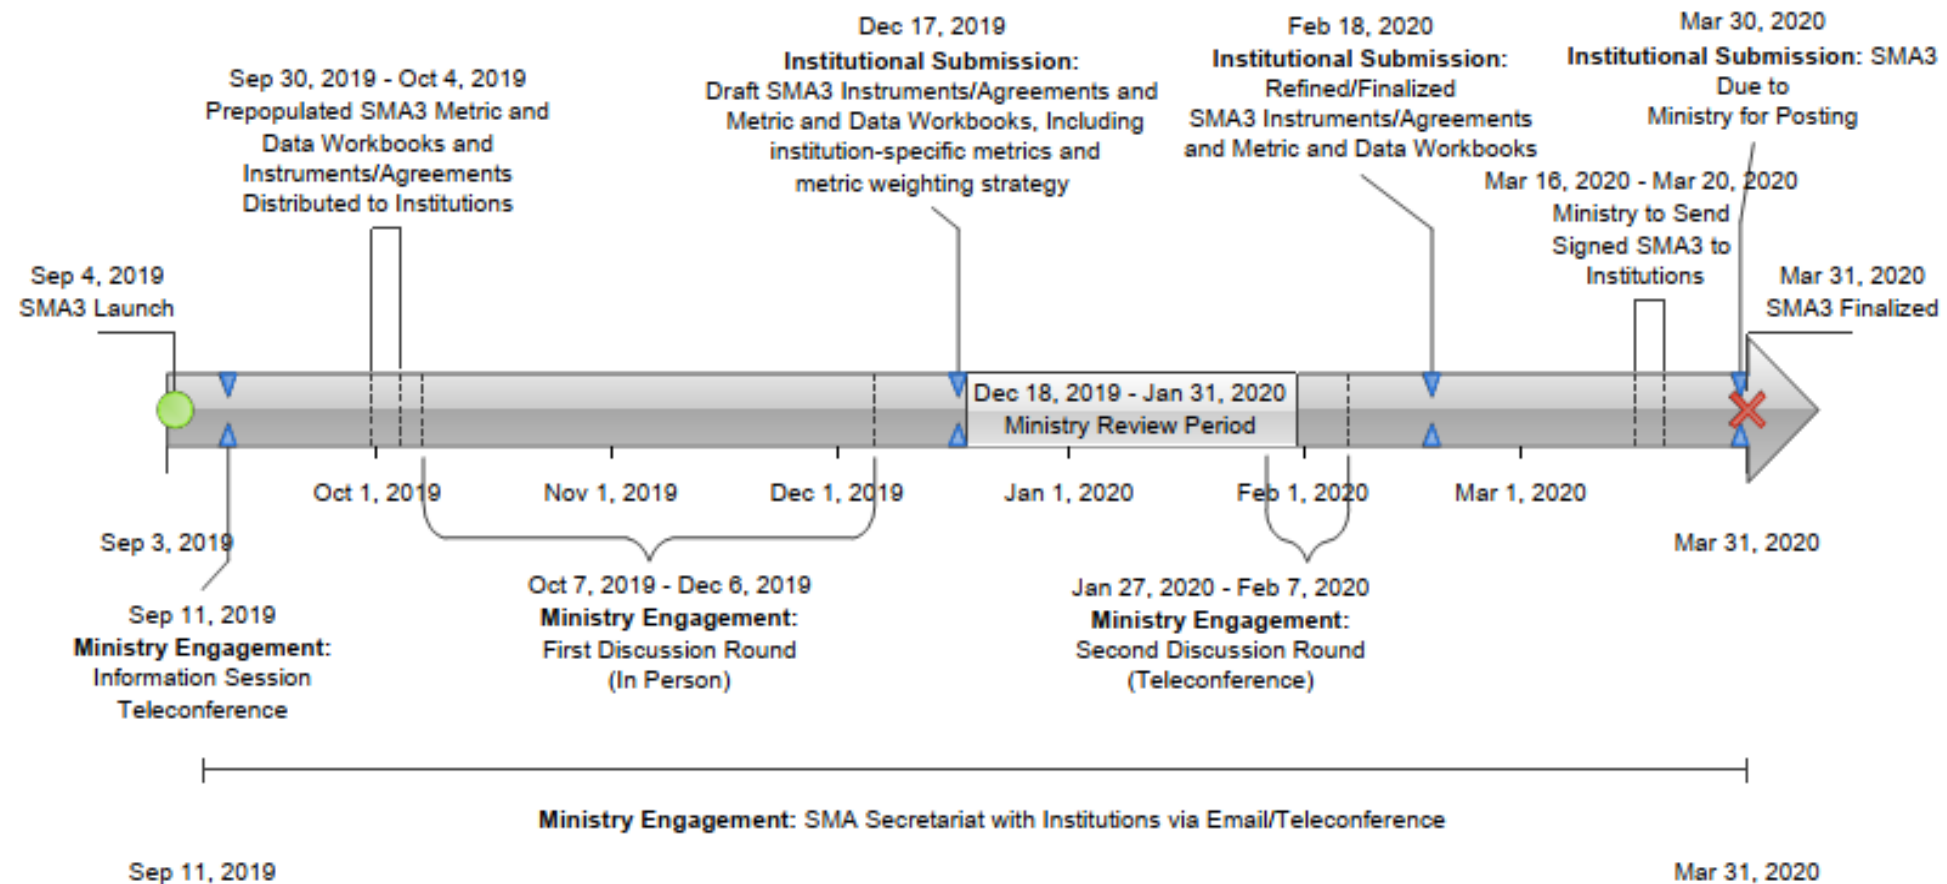 Dec 17, 2019
Institutional Submission:
Draft SMA3 Instruments/Agreements and
Metric and Data Workbooks, Including
institution-specific metrics and
metric weighting strategy
Feb 18, 2020
Institutional Submission:
Refined/Finalized
SMA3 Instruments/Agreements
and Metric and Data Workbooks
Mar 30, 2020
Institutional Submission: SMA3
Due to
Ministry for Posting
Sep 30, 2019 - Oct 4, 2019
Prepopulated SMA3 Metric and
Data Workbooks and
Instruments/Agreements
Distributed to Institutions
Mar 16, 2020 - Mar 20, 2020
Ministry to Send
Signed SMA3 to
Institutions
Sep 4, 2019
SMA3 Launch
Mar 31, 2020
SMA3 Finalized
Dec 18, 2019 - Jan 31, 2020
Ministry Review Period
Oct 1, 2019
Nov 1, 2019
Dec 1, 2019
Jan 1, 2020
Feb 1, 2020
Mar 1, 2020
Sep 3, 2019
Mar 31, 2020
Sep 11, 2019
Ministry Engagement:
Information Session
Teleconference
Oct 7, 2019 - Dec 6, 2019
Ministry Engagement:
First Discussion Round
(In Person)
Jan 27, 2020 - Feb 7, 2020
Ministry Engagement:
Second Discussion Round
(Teleconference)
Ministry Engagement: SMA Secretariat with Institutions via Email/Teleconference
Sep 11, 2019
Mar 31, 2020